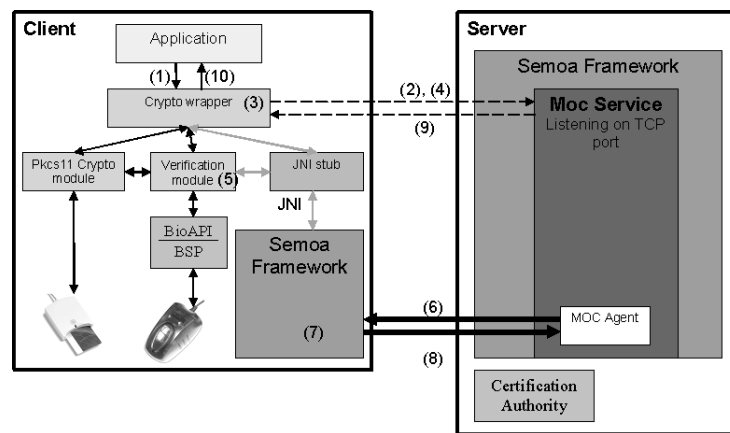 Client
Application
(1)
(10)
Crypto wrapper
(3)
Pkcs11 Crypto
module
Verification
module
(5)
JNI stub
JNI
BioAPI
BSP
Semoa
Framework
(7)
(2), (4)
(9)
(6)
(8)
Server
Semoa Framework
Moc Service
Listening on TCP
port
MOC Agent
Certification
Authority